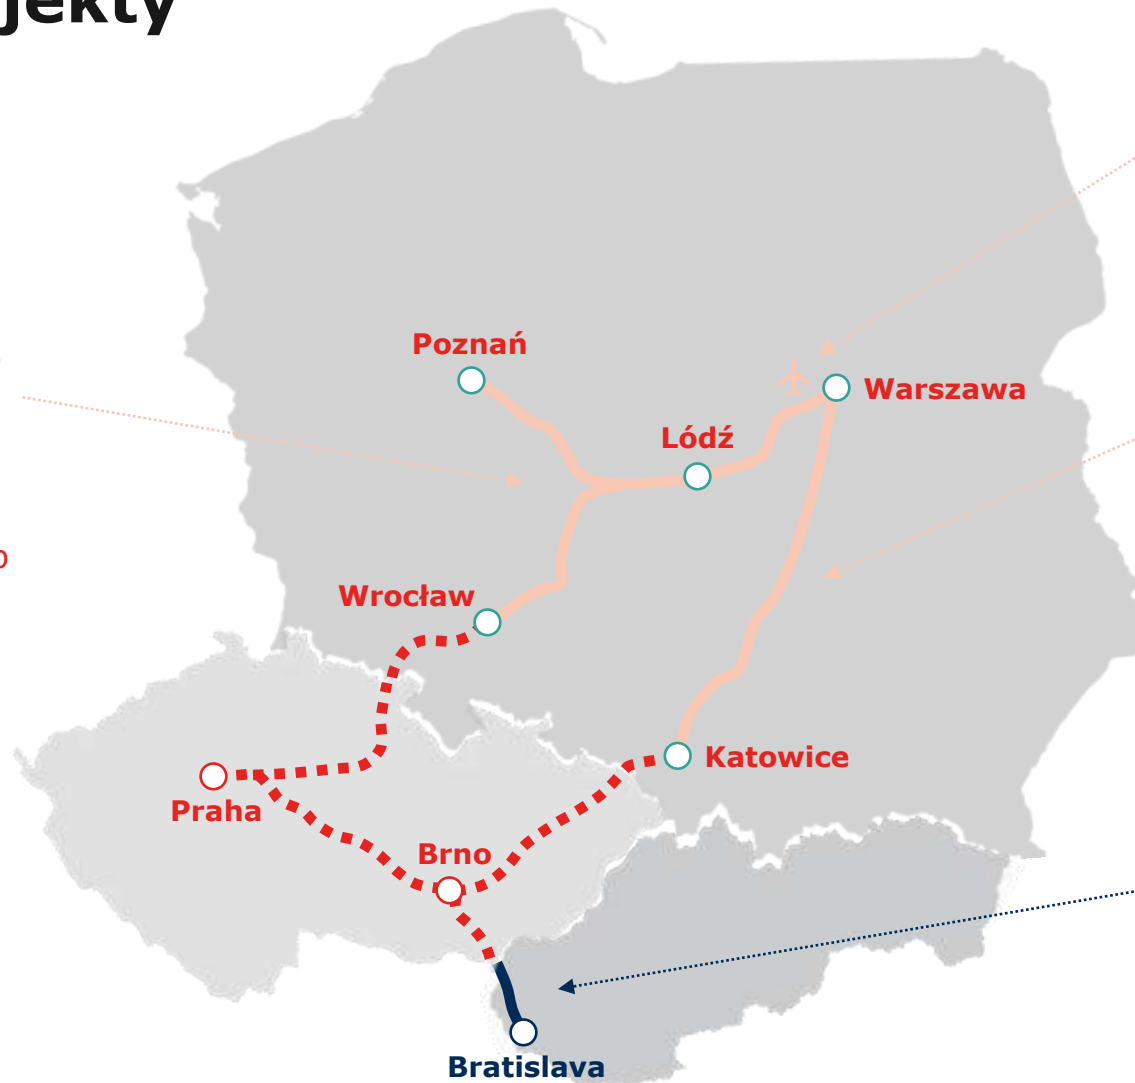 jekty
Poznań
Warszawa
Lódź
Wrocław
Katowice
Praha
Brno
Bratislava